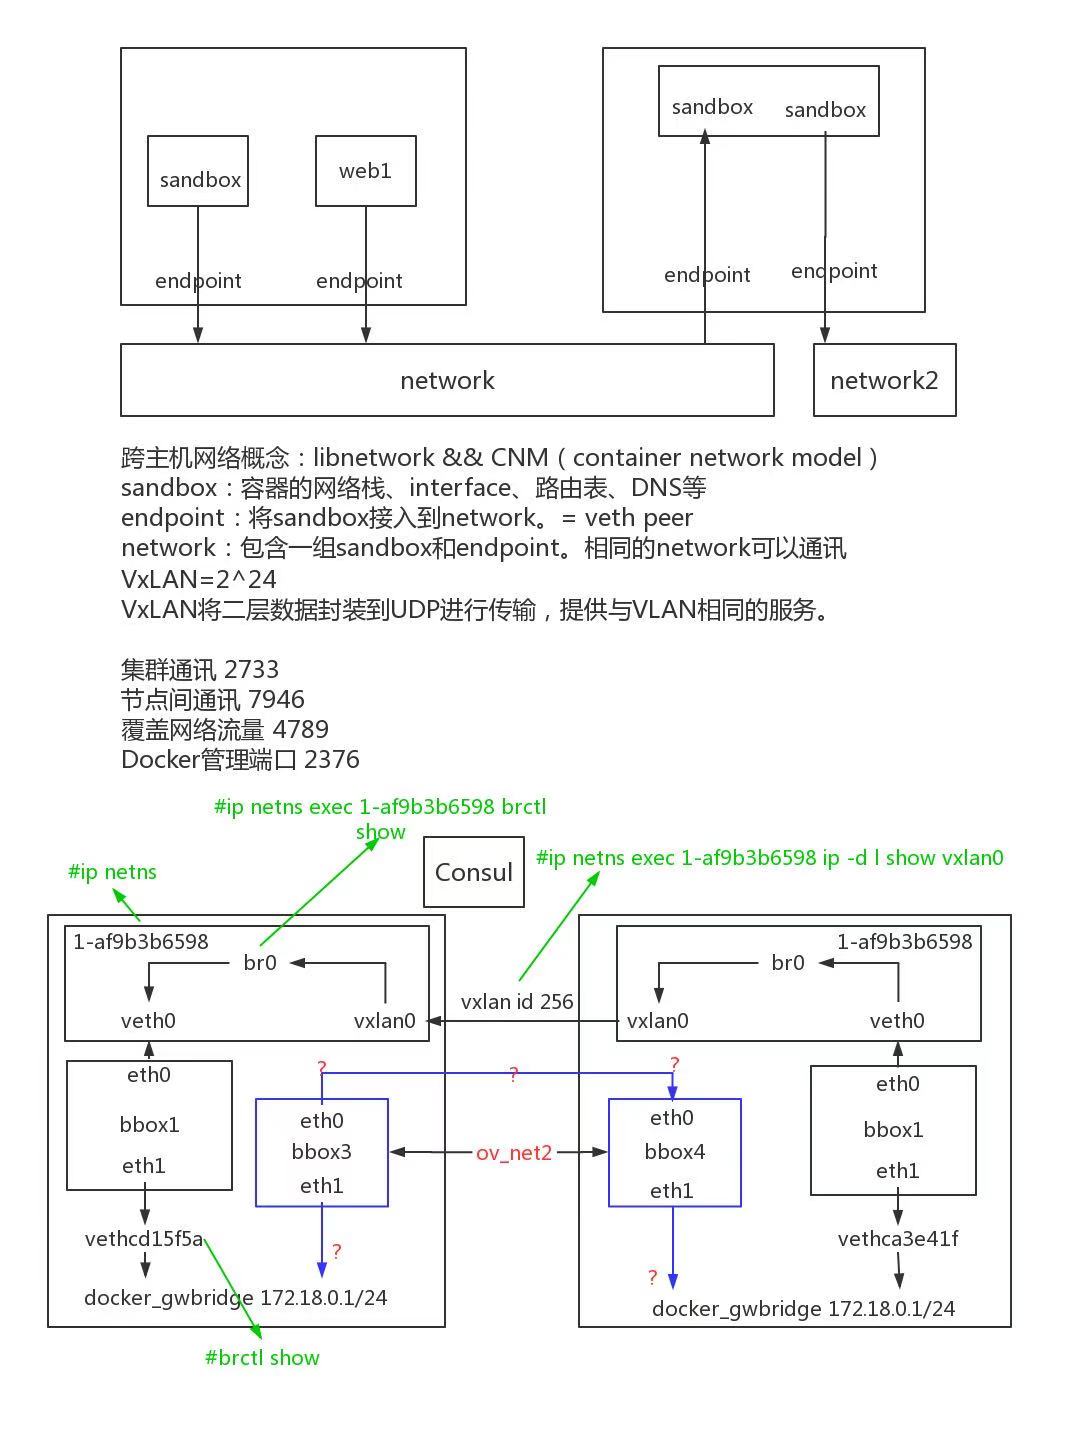 sandbox
web1
endpoint
endpoint
sandbox
sandbox
endpoint
endpoint
network
network2
跨主机网络概念：libnetwork && CNM（container network model）
sandbox：容器的网络栈、interface、路由表、DNS等
endpoint：将sandbox接入到network。= veth peer
network：包含一组sandbox和endpoint。相同的network可以通讯
VxLAN=2^24
VxLAN将二层数据封装到UDP进行传输，提供与VLAN相同的服务。
集群通讯 2733
节点间通讯 7946
覆盖网络流量 4789
Docker管理端口 2376
#ip netns exec 1-af9b3b6598 brctl
show
#ip netns
Consul
#ip netns exec 1-af9b3b6598 ip -d l show vxlan0
1-af9b3b6598
br0
veth0
vxlan0
vxlan id 256
1-af9b3b6598
br0
vxlan0
veth0
eth0
bbox1
eth1
vethcd15f5a
?
eth0
bbox3
eth1
?
docker_gwbridge 172.18.0.1/24
#brctl show
?
ov_net2
?
eth0
bbox4
eth1
?
eth0
bbox1
eth1
vethca3e41f
docker_gwbridge 172.18.0.1/24